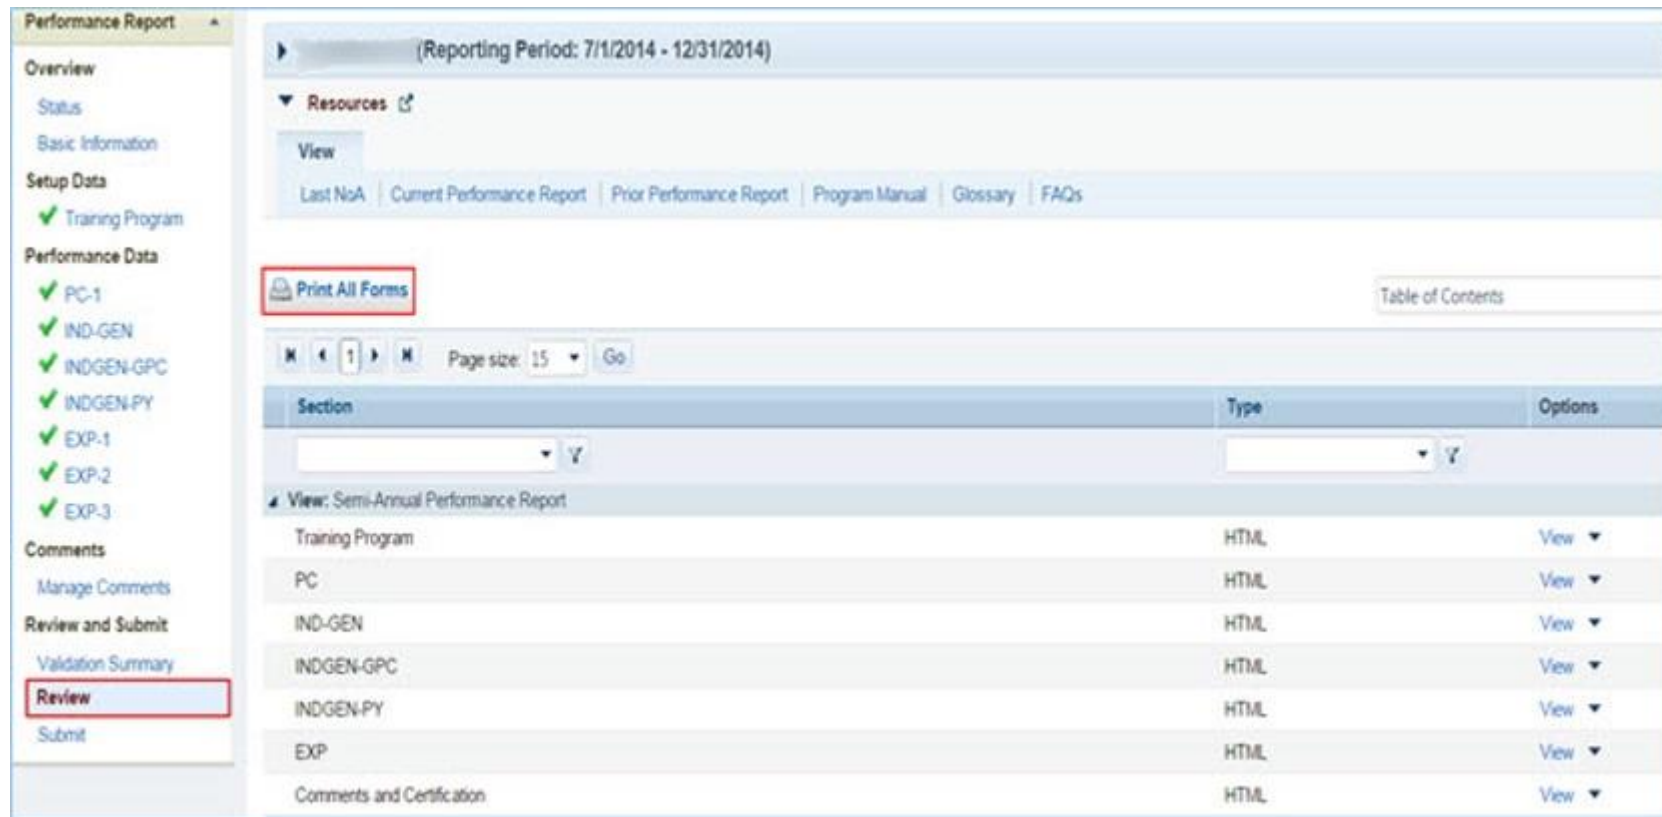 Performance Report
Overview
Status
Basic Information
Setup Data
Training Program
Performance Data
PC-1
IND-GEN
INDGEN-GPC
INDGEN-PY
EXP-1
EXP-2
EXP-3
Comments
Manage Comments
Review and Submit
Validation Summary
Review
Submit
(Reporting Period: 7/1/2014 - 12/31/2014)
Resources
View
Last NoA | Current Performance Report | Prior Performance Report | Program Manual | Glossary | FAQs
Print All Forms
Table of Contents
1 Page size: 15 Go
Section Type Options
View: Semi-Annual Performance Report
Training Program HTML View
PC HTML View
IND-GEN HTML View
INDGEN-GPC HTML View
INDGEN-PY HTML View
EXP HTML View
Comments and Certification HTML View